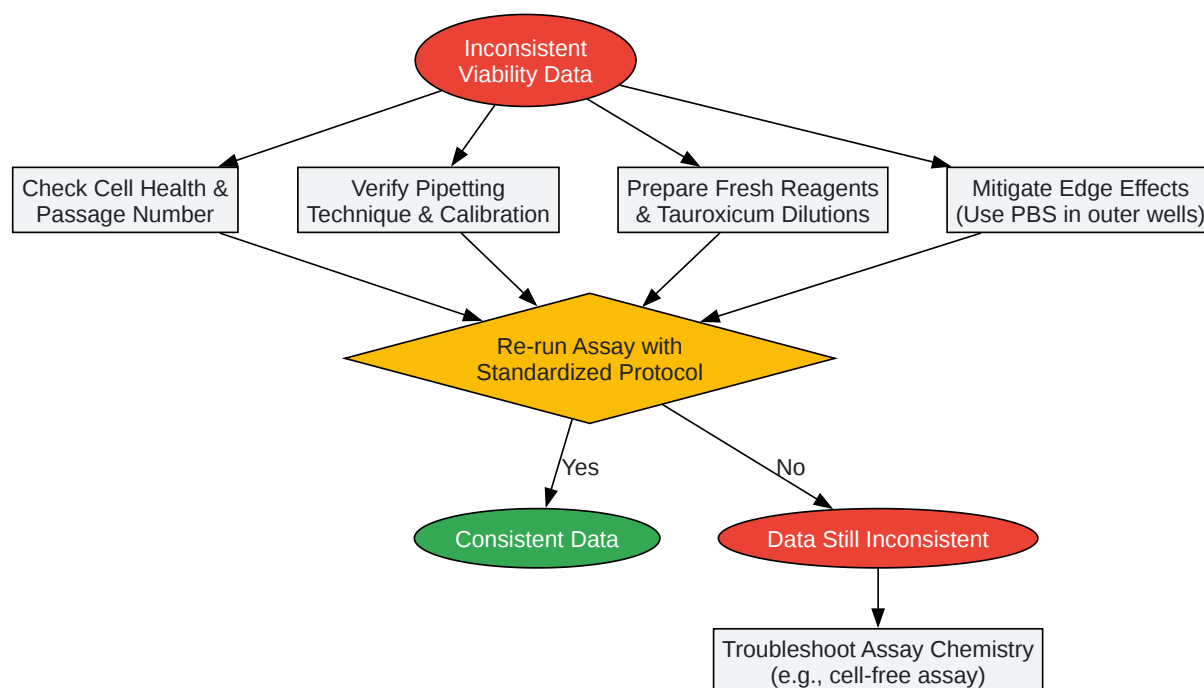 Inconsistent
Viability Data
Check Cell Health &
Passage Number
Verify Pipetting
Technique & Calibration
Prepare Fresh Reagents
& Tauroxicum Dilutions
Mitigate Edge Effects
(Use PBS in outer wells)
Re-run Assay with
Standardized Protocol
Yes
No
Consistent Data
Data Still Inconsistent
Troubleshoot Assay Chemistry
(e.g., cell-free assay)